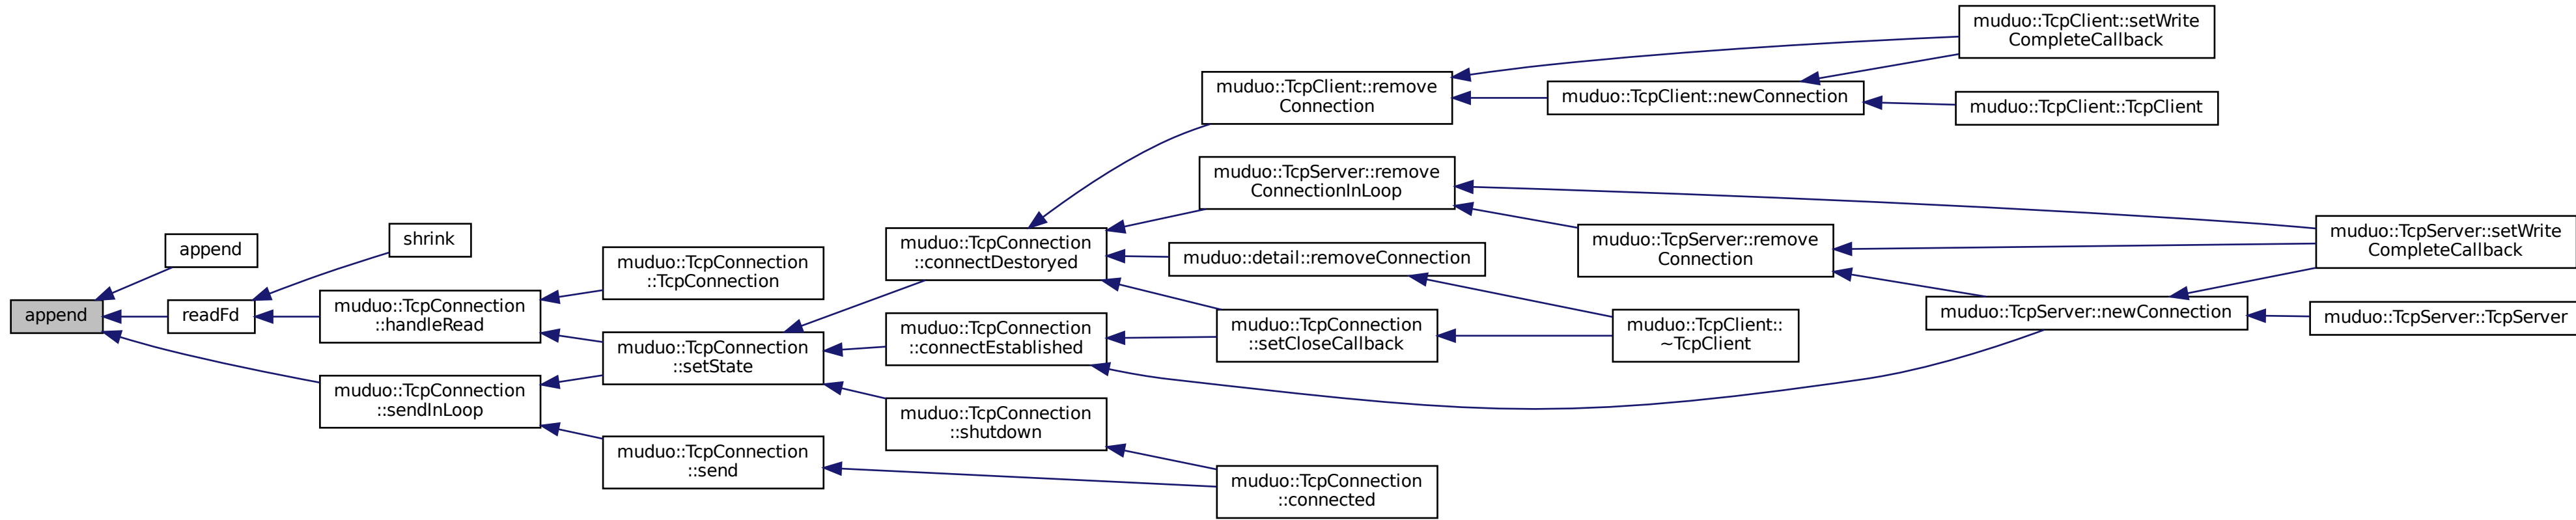 append
append
readFd
shrink
muduo::TcpConnection
::handleRead
muduo::TcpConnection
::sendInLoop
muduo::TcpConnection
::TcpConnection
muduo::TcpConnection
::setState
muduo::TcpConnection
::send
muduo::TcpConnection
::connectDestoryed
muduo::TcpConnection
::connectEstablished
muduo::TcpConnection
::shutdown
muduo::TcpClient::remove
Connection
muduo::TcpServer::remove
ConnectionInLoop
muduo::detail::removeConnection
muduo::TcpConnection
::setCloseCallback
muduo::TcpConnection
::connected
muduo::TcpClient::newConnection
muduo::TcpServer::remove
Connection
muduo::TcpClient::
~TcpClient
muduo::TcpClient::setWrite
CompleteCallback
muduo::TcpClient::TcpClient
muduo::TcpServer::newConnection
muduo::TcpServer::setWrite
CompleteCallback
muduo::TcpServer::TcpServer